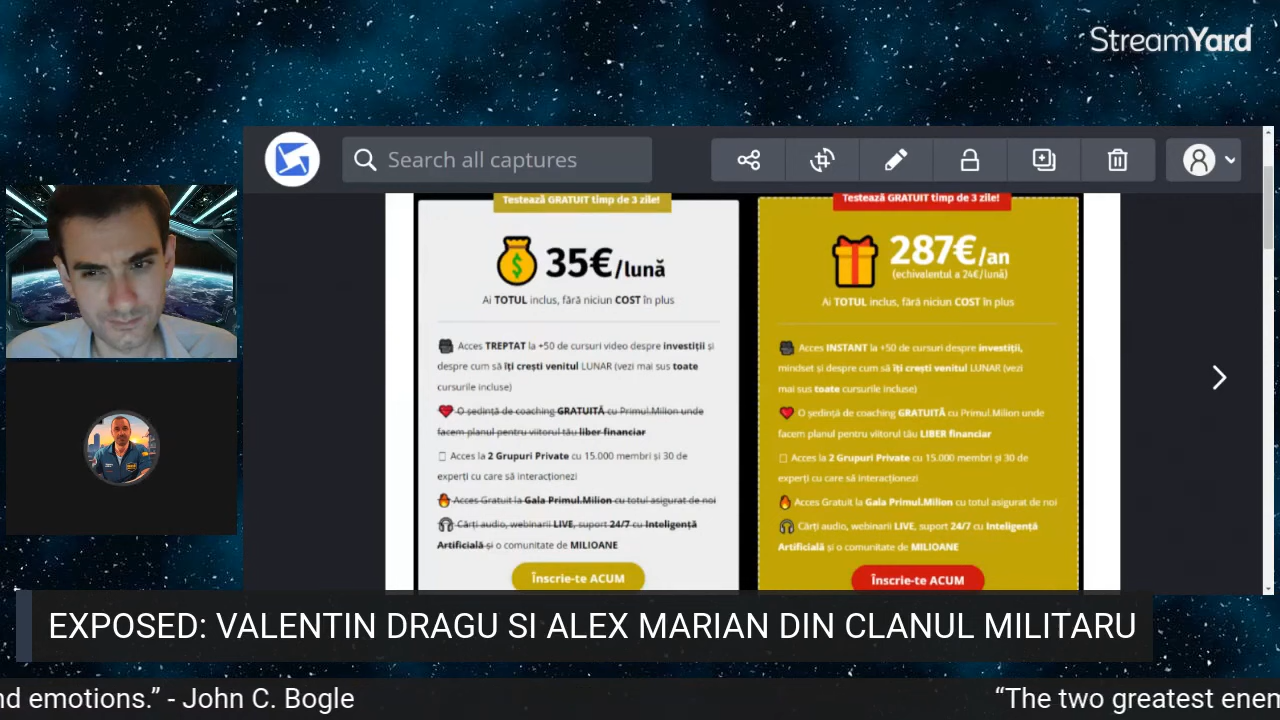 StreamYard
Search all captures
Testează GRATUIT timp de 3 zile!
35€/lună
Ai TOTUL inclus, fără niciun COST în plus
Acces TREPTAT la +50 de cursuri video despre investiții și
despre cum să îți crești venitul LUNAR (vezi mai sus toate
cursurile incluse)
O ședință de coaching GRATUITĂ cu Primul.Milion unde
facem planul pentru viitorul tău liber financiar
Acces la 2 Grupuri Private cu 15.000 membri și 30 de
experți cu care să interacționezi
Acces Gratuit la Gala Primul.Milion cu totul asigurat de noi
Cărți audio, webinarii LIVE, suport 24/7 cu Inteligență
Artificială și o comunitate de MILIOANE
Înscrie-te ACUM
Testează GRATUIT timp de 3 zile!
287€/an
(echivalentul a 24€/lună)
Ai TOTUL inclus, fără niciun COST în plus
Acces INSTANT la +50 de cursuri despre investiții,
mindset și despre cum să îți crești venitul LUNAR (vezi
mai sus toate cursurile incluse)
O ședință de coaching GRATUITĂ cu Primul.Milion unde
facem planul pentru viitorul tău LIBER financiar
Acces la 2 Grupuri Private cu 15.000 membri și 30 de
experți cu care să interacționezi
Acces Gratuit la Gala Primul.Milion cu totul asigurat de noi
Cărți audio, webinarii LIVE, suport 24/7 cu Inteligență
Artificială și o comunitate de MILIOANE
Înscrie-te ACUM
EXPOSED: VALENTIN DRAGU SI ALEX MARIAN DIN CLANUL MILITARU
nd emotions.” - John C. Bogle
“The two greatest enem